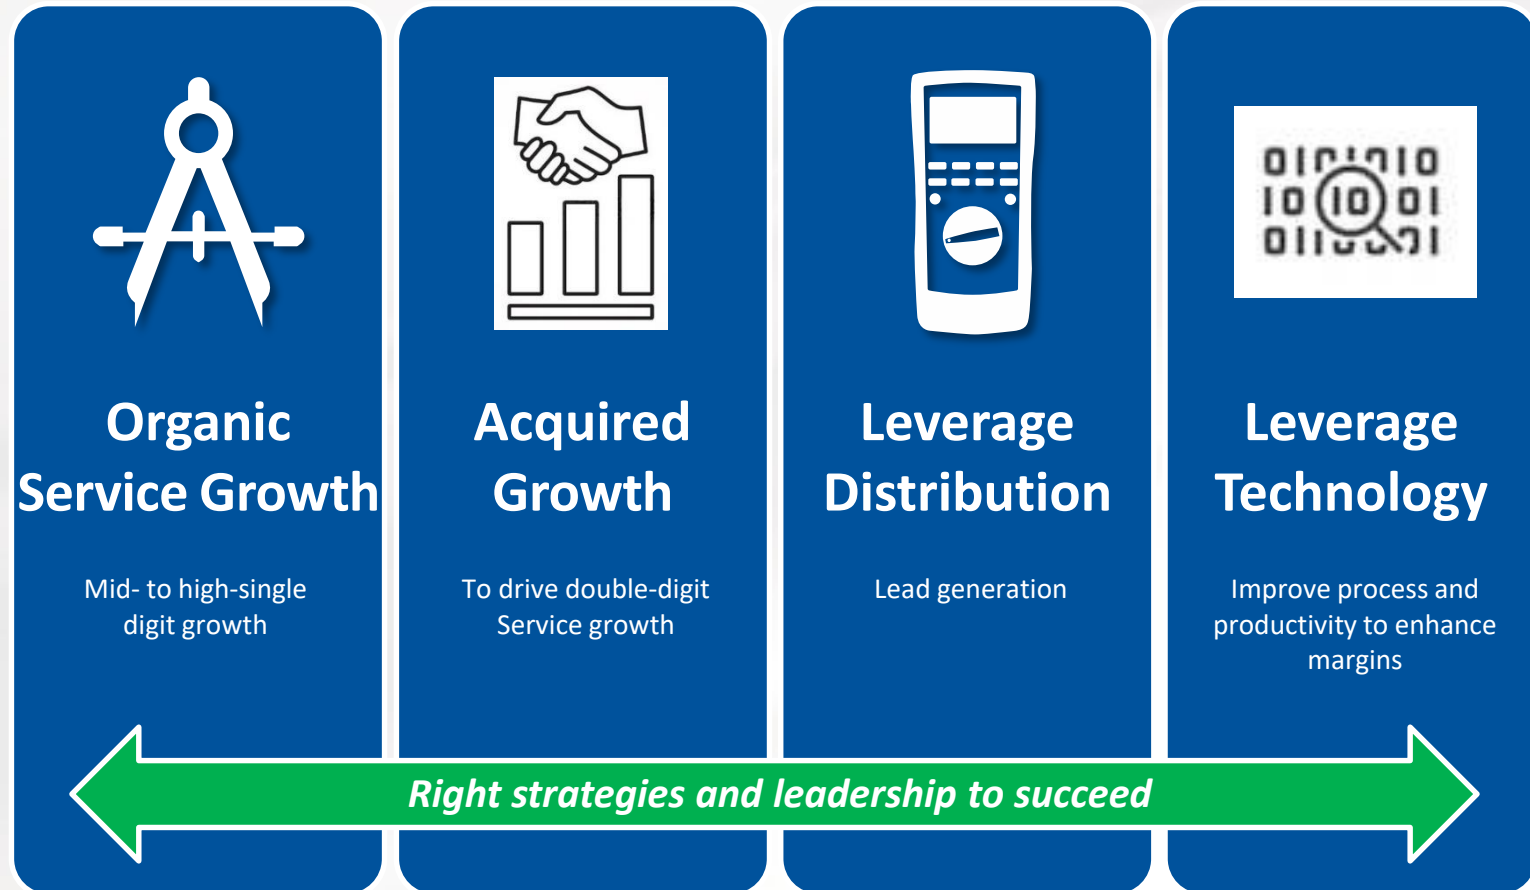 Organic
Service Growth
Mid- to high-single
digit growth
Acquired
Growth
To drive double-digit
Service growth
Leverage
Distribution
Lead generation
Leverage
Technology
Improve process and
productivity to enhance
margins
Right strategies and leadership to succeed